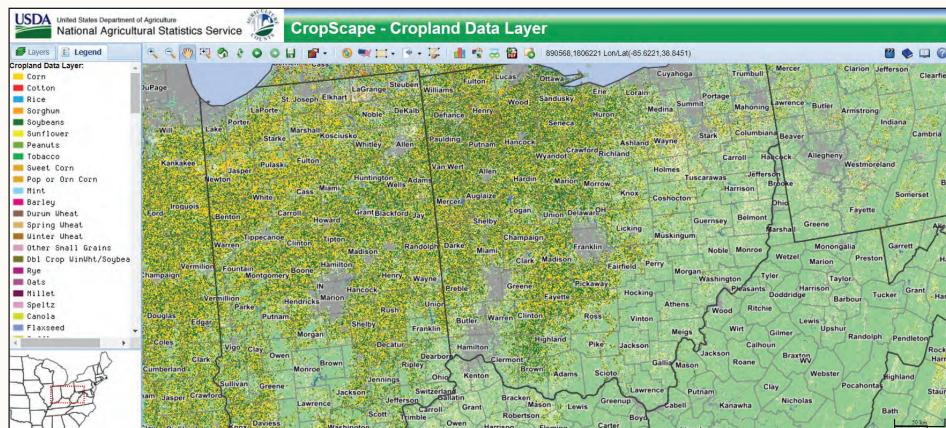 USDA
United States Department of Agriculture
National Agricultural Statistics Service
CropScape - Cropland Data Layer
Layers
Legend
890568,1806221 Lon/Lat(-85.6221,38.8451)
Cropland Data Layer:
Corn
Cotton
Rice
Sorghum
Soybeans
Sunflower
Peanuts
Tobacco
Sweet Corn
Pop or Orn Corn
Mint
Barley
Durum Wheat
Spring Wheat
Winter Wheat
Other Small Grains
Dbl Crop WinWht/Soybea
Rye
Oats
Millet
Speltz
Canola
Flaxseed
DuPage
Will
Kankakee
Iroquois
Ford
Champaign
Vermilion
Douglas
Edgar
Coles
Clark
Cumberland
Jasper
Crawford
Lake
Porter
LaPorte
St. Joseph
Elkhart
LaGrange
Steuben
Noble
DeKalb
Starke
Marshall
Kosciusko
Whitley
Allen
Newton
Jasper
Pulaski
Fulton
Huntington
Wells
Adams
White
Cass
Miami
Benton
Carroll
Howard
Grant
Blackford
Jay
Warren
Tippecanoe
Clinton
Tipton
Madison
Randolph
Fountain
Montgomery
Boone
Hamilton
Henry
Wayne
Vermillion
Parke
Hendricks
IN
Marion
Hancock
Union
Putnam
Rush
Shelby
Franklin
Morgan
Vigo
Clay
Owen
Decatur
Dearborn
Monroe
Brown
Ripley
Sullivan
Greene
Jennings
Ohio
Lawrence
Jefferson
Switzerland
Knox
Daviess
Scott
Washington
Williams
Fulton
Lucas
Ottawa
Defiance
Henry
Wood
Sandusky
Erie
Lorain
Cuyahoga
Trumbull
Medina
Summit
Portage
Mahoning
Paulding
Putnam
Hancock
Seneca
Huron
Ashland
Wayne
Stark
Columbiana
Van Wert
Allen
Wyandot
Crawford
Richland
Holmes
Carroll
Mercer
Auglaize
Hardin
Marion
Morrow
Knox
Tuscarawas
Harrison
Jefferson
Coshocton
Shelby
Logan
Union
Delaware
OH
Licking
Guernsey
Belmont
Darke
Miami
Champaign
Franklin
Muskingum
Noble
Monroe
Clark
Madison
Fairfield
Perry
Morgan
Washington
Preble
Greene
Fayette
Pickaway
Hocking
Athens
Butler
Warren
Clinton
Ross
Vinton
Meigs
Hamilton
Clermont
Highland
Pike
Jackson
Gallia
Brown
Adams
Scioto
Lawrence
Kenton
Gallatin
Carroll
Trimble
Grant
Owen
Bracken
Mason
Robertson
Fleming
Lewis
Greenup
Carter
Boyd
Mercer
Lawrence
Butler
Clarion
Jefferson
Clearfiel
Armstrong
Indiana
Beaver
Allegheny
Westmoreland
Cambria
Hancock
Brooke
Ohio
Marshall
Washington
Fayette
Somerset
Greene
Wetzel
Monongalia
Marion
Preston
Garrett
Tyler
Pleasants
Doddridge
Harrison
Taylor
Barbour
Tucker
Grant
Wood
Ritchie
Wirt
Gilmer
Lewis
Upshur
Randolph
Pendleton
Jackson
Mason
Calhoun
Roane
Braxton
WV
Webster
Putnam
Clay
Pocahontas
Highland
Cabell
Kanawha
Nicholas
Bath
50 km